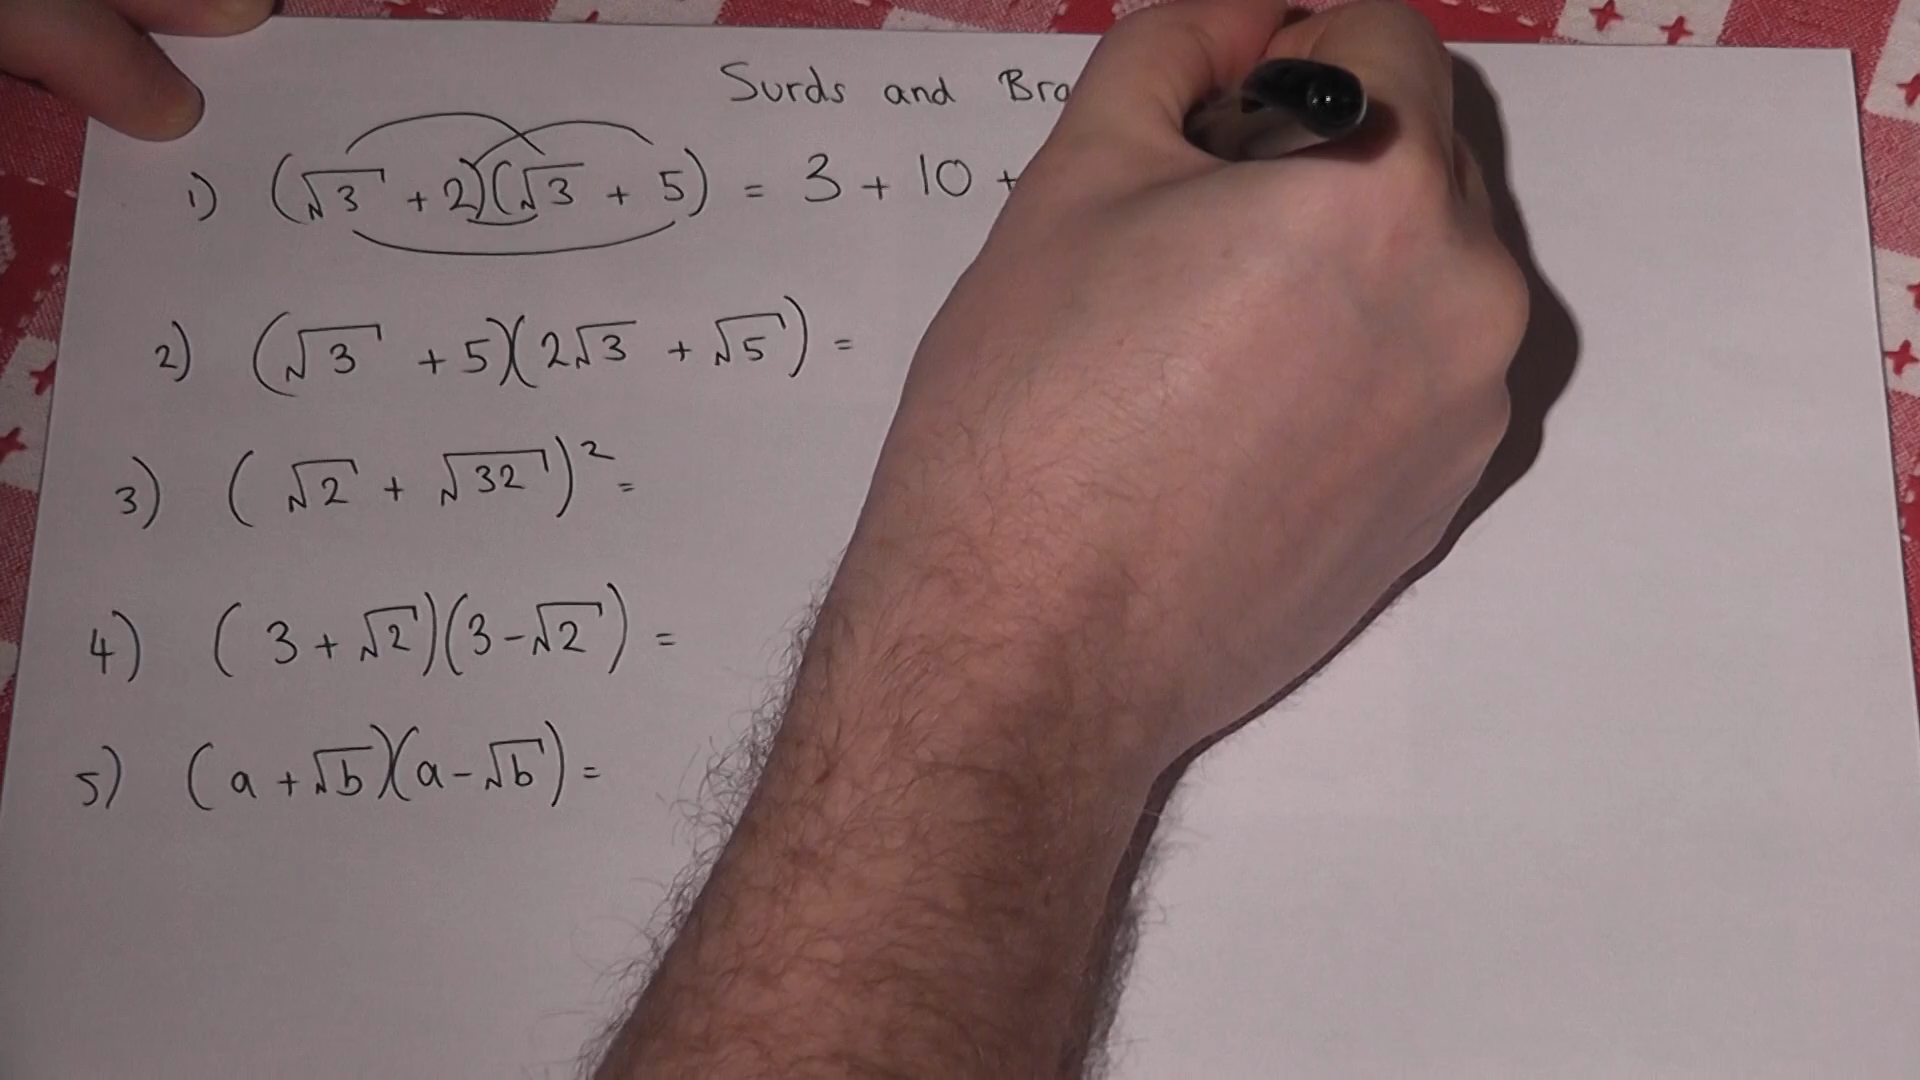 Surds and
1) (√3 + 2)(√3 + 5) = 3 + 10 +
2) (√3 + 5)(2√3 + √5) =
3) (√2 + √32)² =
4) (3 + √2)(3 - √2) =
5) (a + √b)(a - √b) =